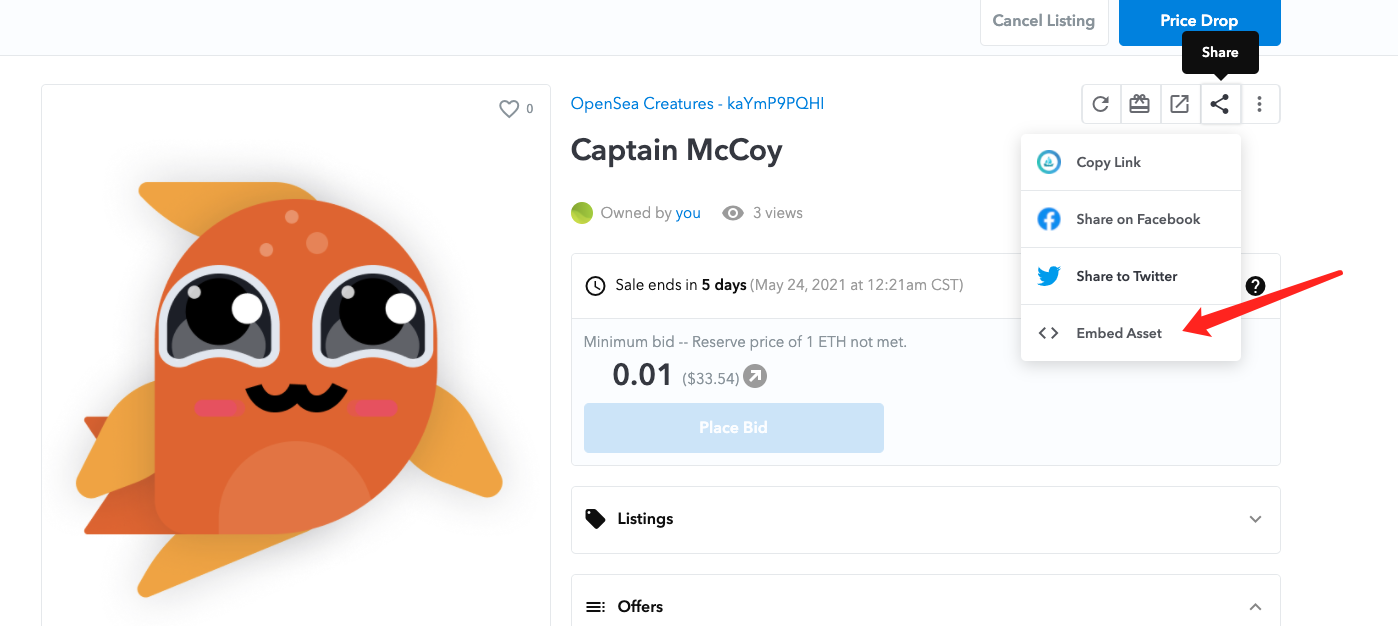 Cancel Listing
Price Drop
Share
0
OpenSea Creatures - kaYmP9PQHI
Captain McCoy
Copy Link
Owned by you
3 views
Share on Facebook
Share to Twitter
Sale ends in 5 days (May 24, 2021 at 12:21am CST)
Embed Asset
Minimum bid -- Reserve price of 1 ETH not met.
0.01 ($33.54)
Place Bid
Listings
Offers